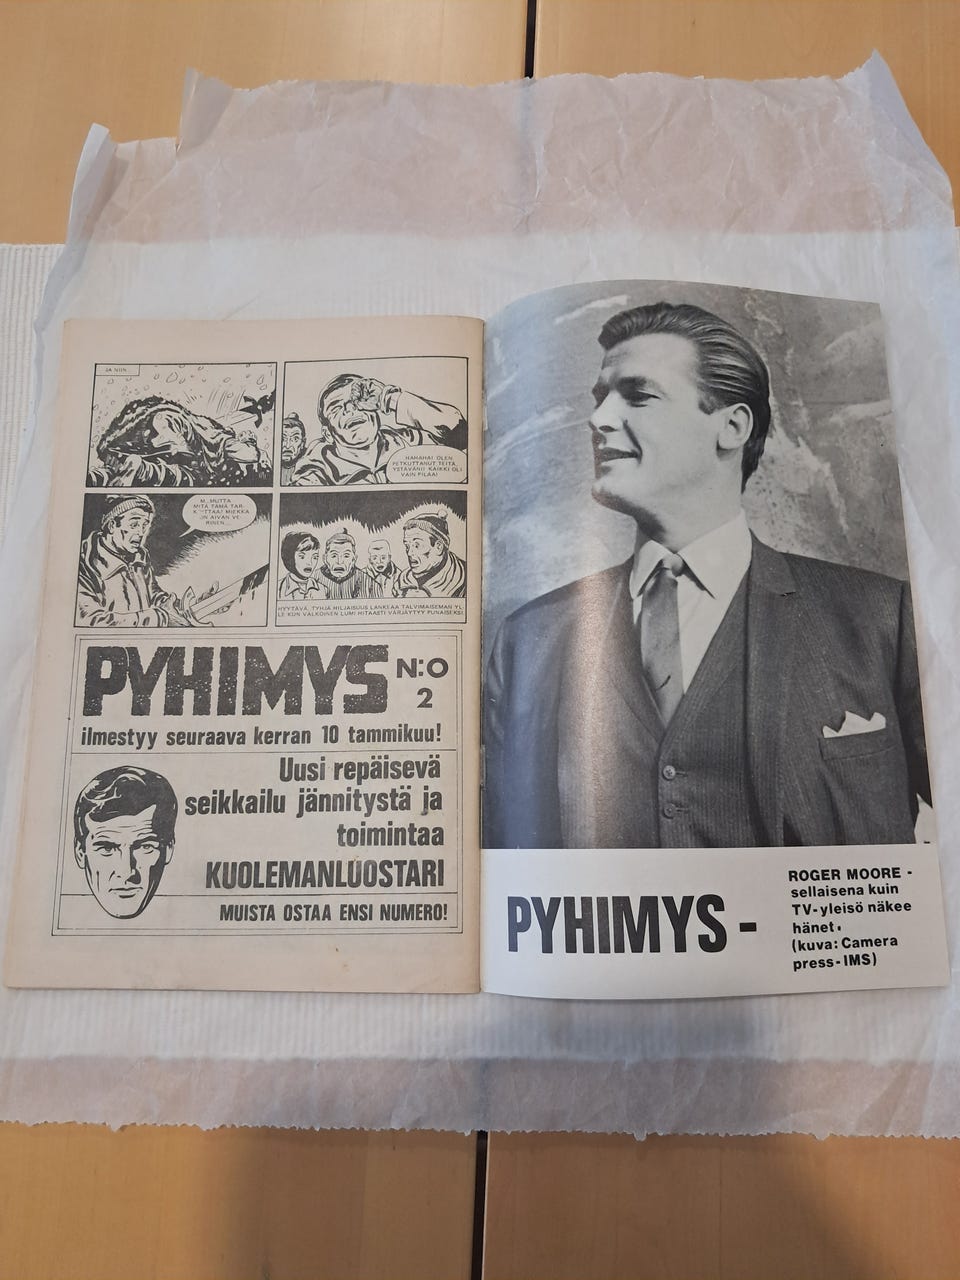 JA NIIN...
HAHAHA! OLEN
PETKUTTANUT TEITÄ,
YSTÄVÄNI! KAIKKI OLI
VAIN PILAA!
M...MUTTA
MITÄ TÄMÄ TAR-
MIEKKA
ON AIVAN VE-
RINEN...
HYYTÄVÄ, TYHJÄ HILJAISUUS LANKEAA TALVIMAISEMAN YL
LE KUN VALKOINEN LUMI HITAASTI VÄRJÄYTYY PUNAISEKSI
PYHIMYS N:O
2
ilmestyy seuraava kerran 10 tammikuu!
Uusi repäisevä
seikkailu jännitystä ja
toimintaa
KUOLEMANLUOSTARI
MUISTA OSTAA ENSI NUMERO!
PYHIMYS -
ROGER MOORE -
sellaisena kuin
TV-yleisö näkee
hänet.
(kuva: Camera
press-IMS)